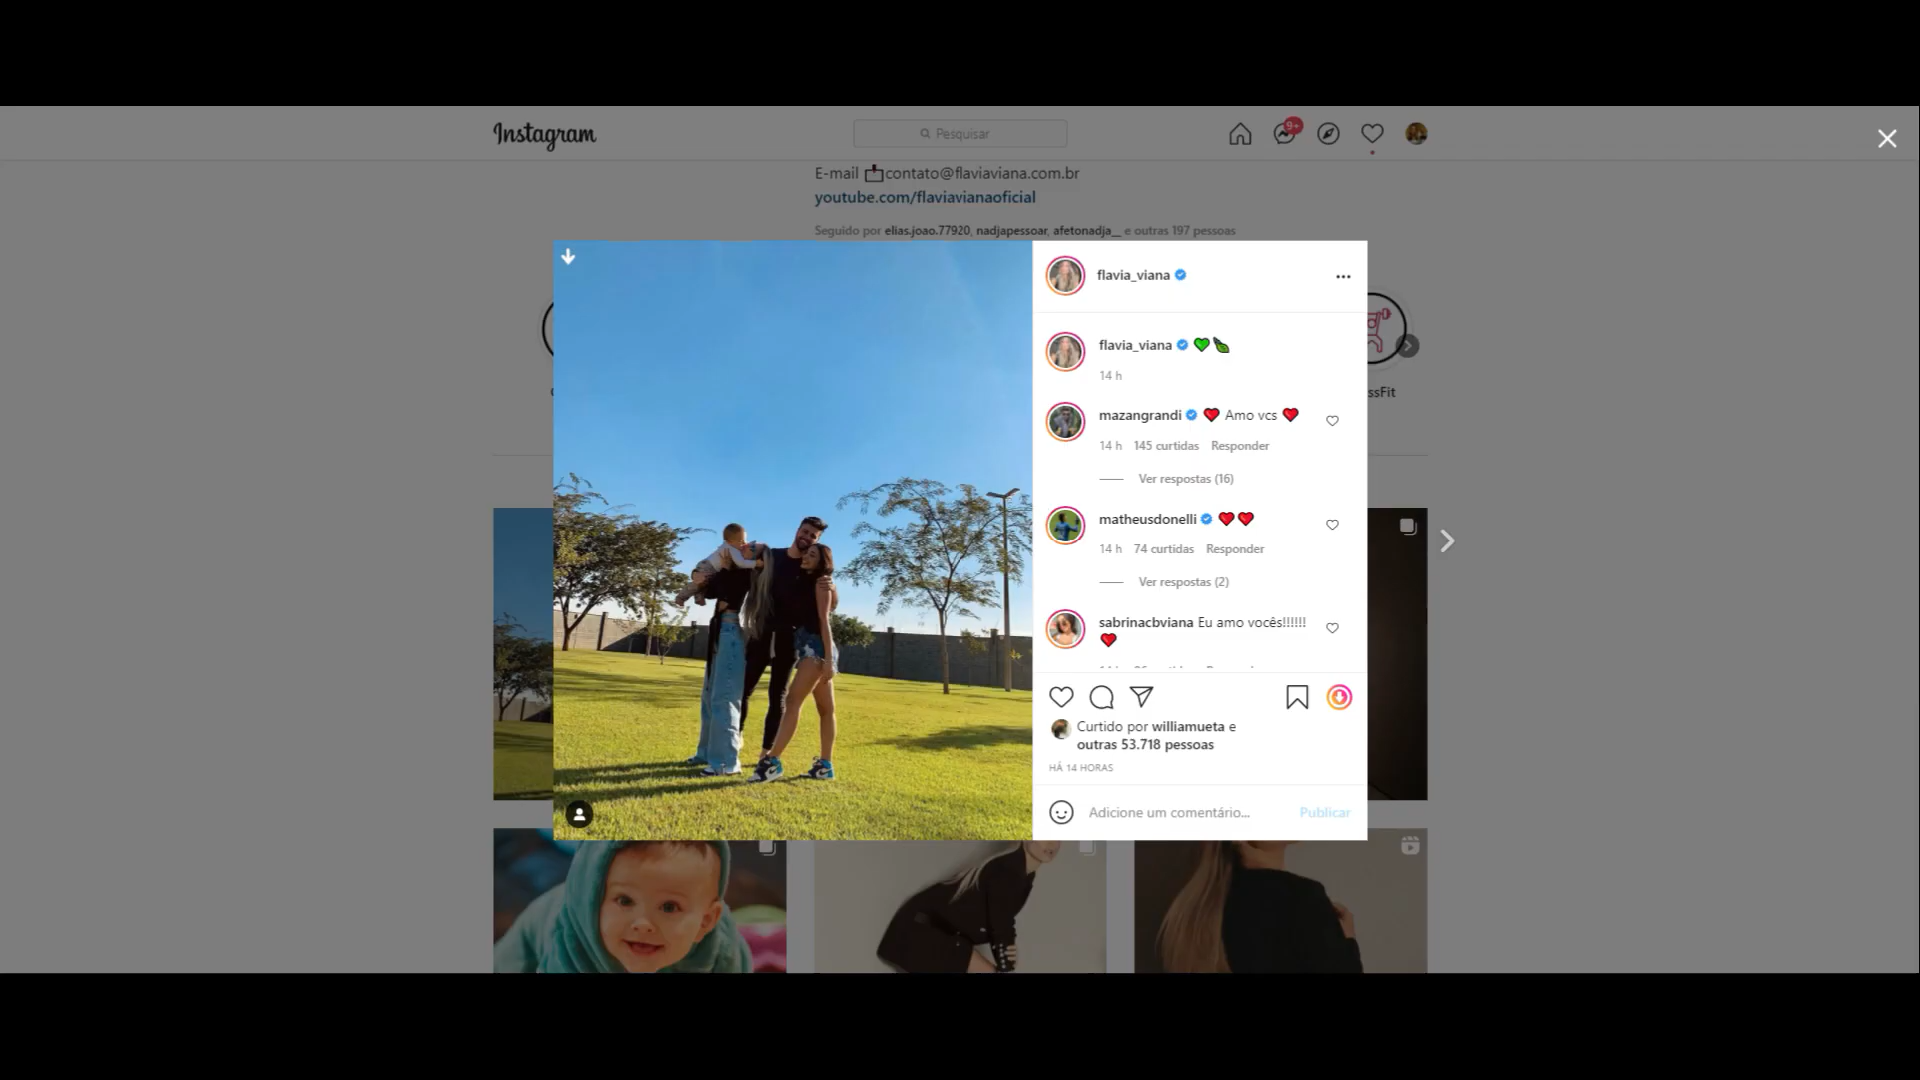 Instagram
Pesquisar
9+
E-mail 📩contato@flaviaviana.com.br
youtube.com/flaviavianaoficial
Seguido por elias.joao.77920, nadjapessoar, afetonadja__ e outras 197 pessoas
flavia_viana
flavia_viana 💚🍃
14 h
mazangrandi ❤️ Amo vcs ❤️
14 h 145 curtidas Responder
Ver respostas (16)
ssFit
matheusdonelli ❤️❤️
14 h 74 curtidas Responder
Ver respostas (2)
sabrinacbviana Eu amo vocês!!!!!!
❤️
Curtido por williamueta e
outras 53.718 pessoas
HÁ 14 HORAS
Adicione um comentário...
Publicar